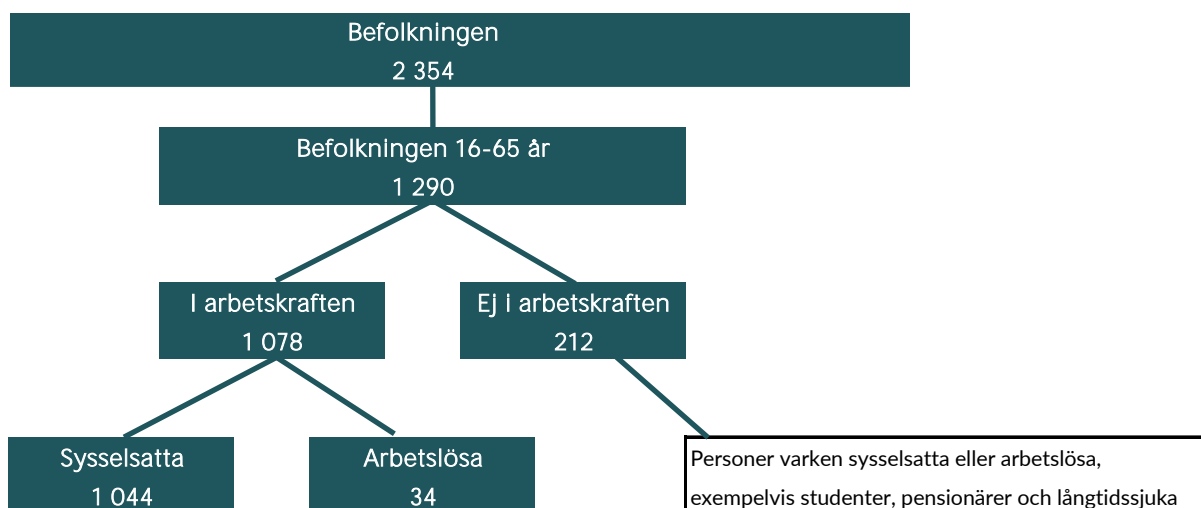 Befolkningen
2 354
Befolkningen 16-65 år
1 290
I arbetskraften
1 078
Ej i arbetskraften
212
Sysselsatta
1 044
Arbetslösa
34
Personer varken sysselsatta eller arbetslösa,
exempelvis studenter, pensionärer och långtidssjuka